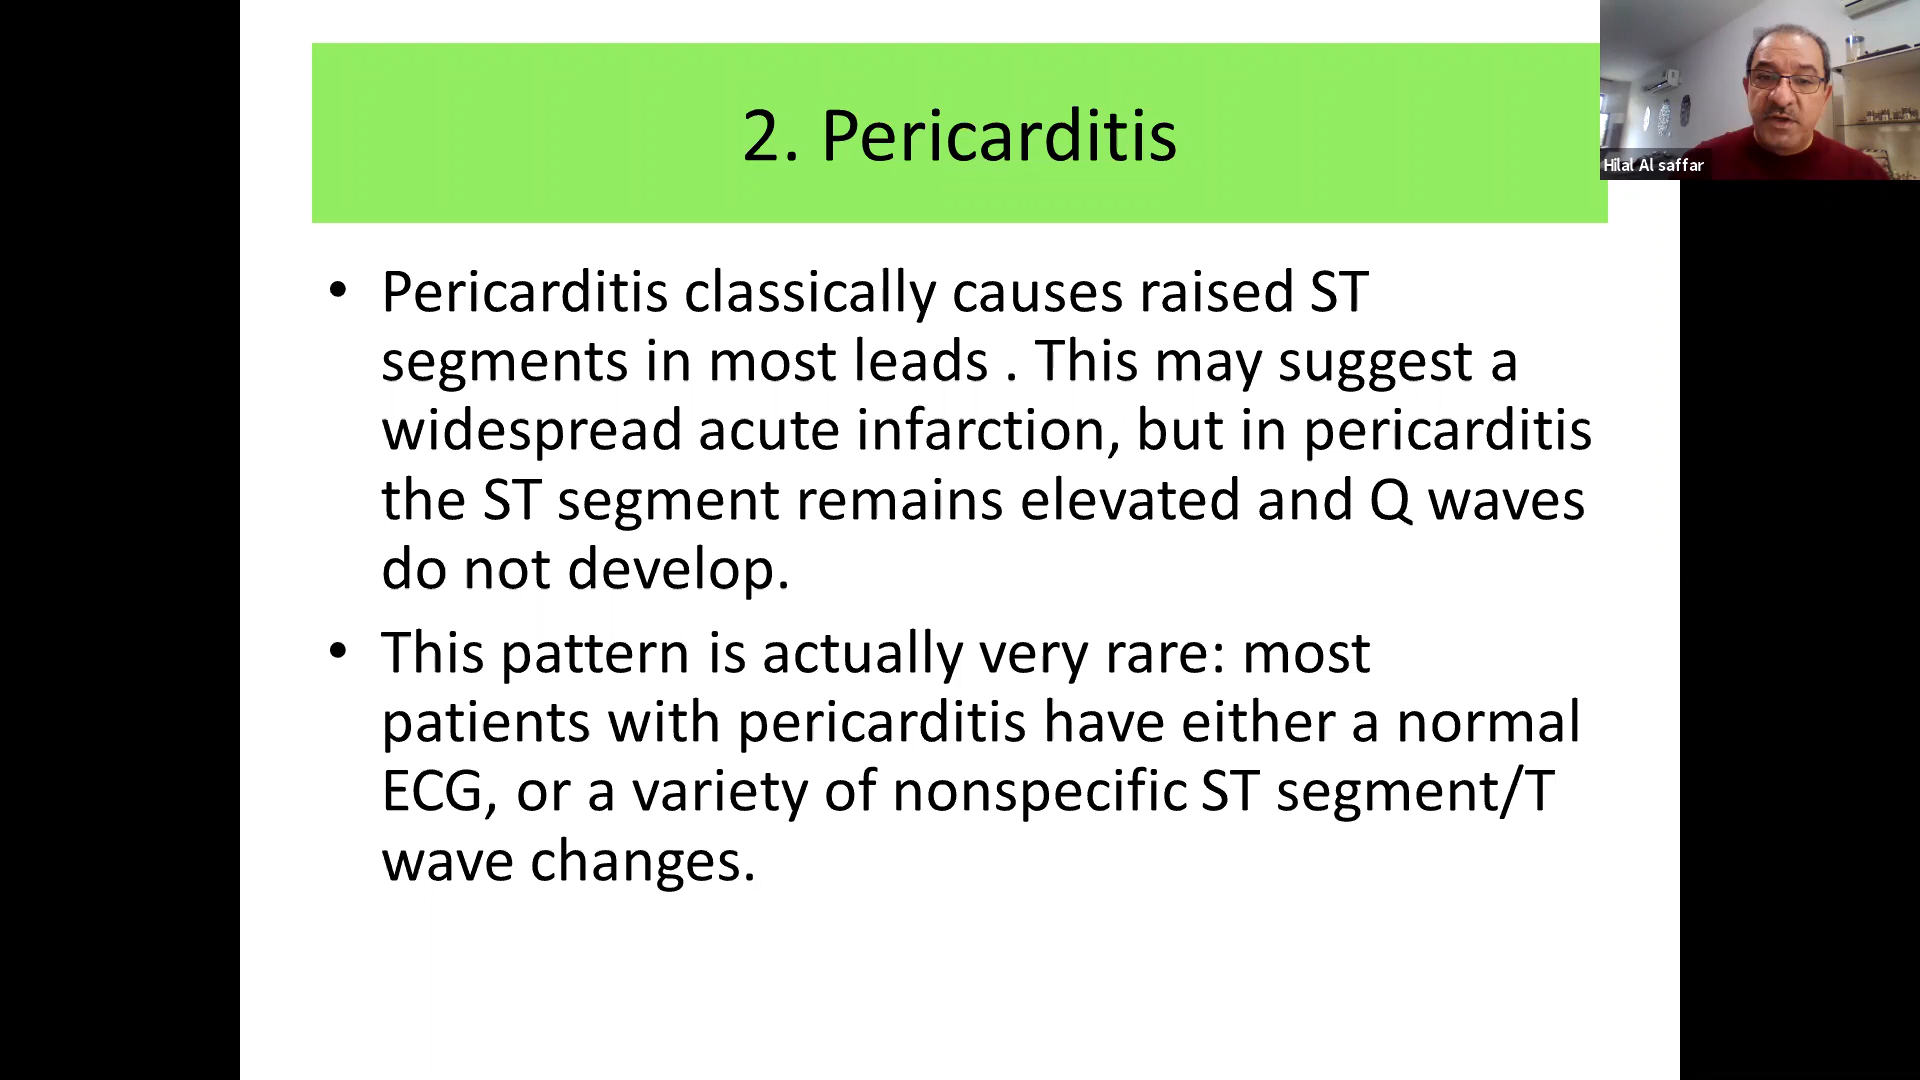 2. Pericarditis
Hilal Al saffar
• Pericarditis classically causes raised ST
segments in most leads . This may suggest a
widespread acute infarction, but in pericarditis
the ST segment remains elevated and Q waves
do not develop.
• This pattern is actually very rare: most
patients with pericarditis have either a normal
ECG, or a variety of nonspecific ST segment/T
wave changes.